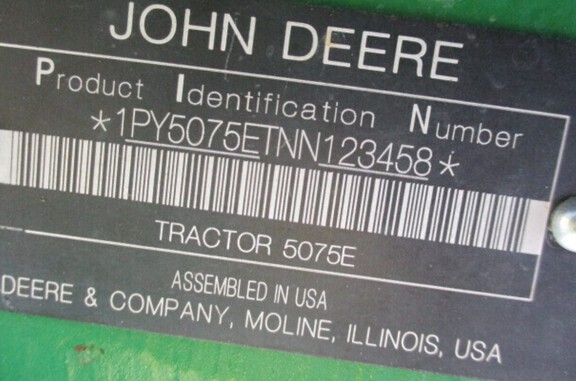 JOHN DEERE
Product Identification Number
*1PY5075ETNN123458*
TRACTOR 5075E
ASSEMBLED IN USA
DEERE & COMPANY, MOLINE, ILLINOIS, USA